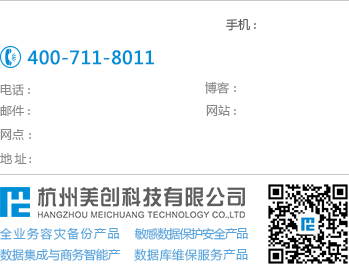 手机：
400-711-8011
电话： 博客：
邮件： 网站：
网点：
地址：
杭州美创科技有限公司
HANGZHOU MEICHUANG TECHNOLOGY CO.,LTD
全业务容灾备份产品 敏感数据保护安全产品
数据集成与商务智能产 数据库维保服务产品